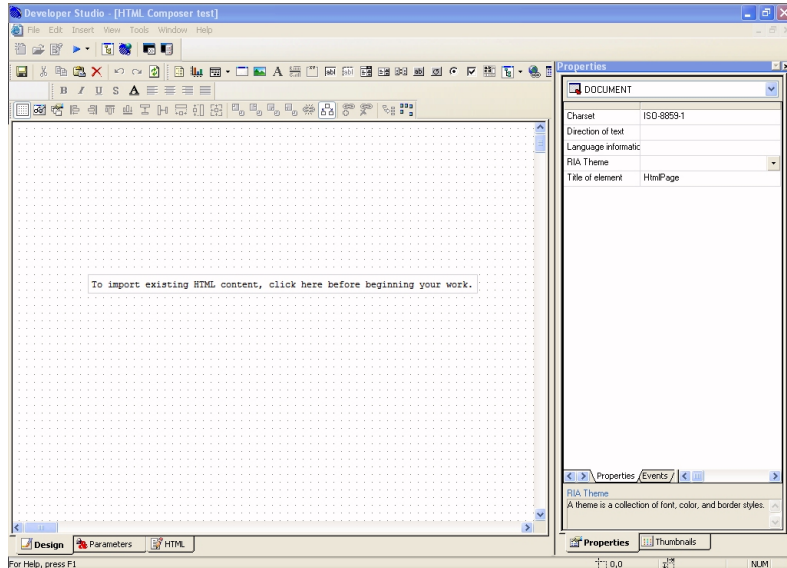 Developer Studio - [HTML Composer test]
File Edit Insert View Tools Window Help
B I U S A
Properties
DOCUMENT
Charset ISO-8859-1
Direction of text
Language informatic
RIA Theme
Title of element HtmlPage
To import existing HTML content, click here before beginning your work.
Properties Events
RIA Theme
A theme is a collection of font, color, and border styles.
Design Parameters HTML
Properties Thumbnails
For Help, press F1
0,0
NUM